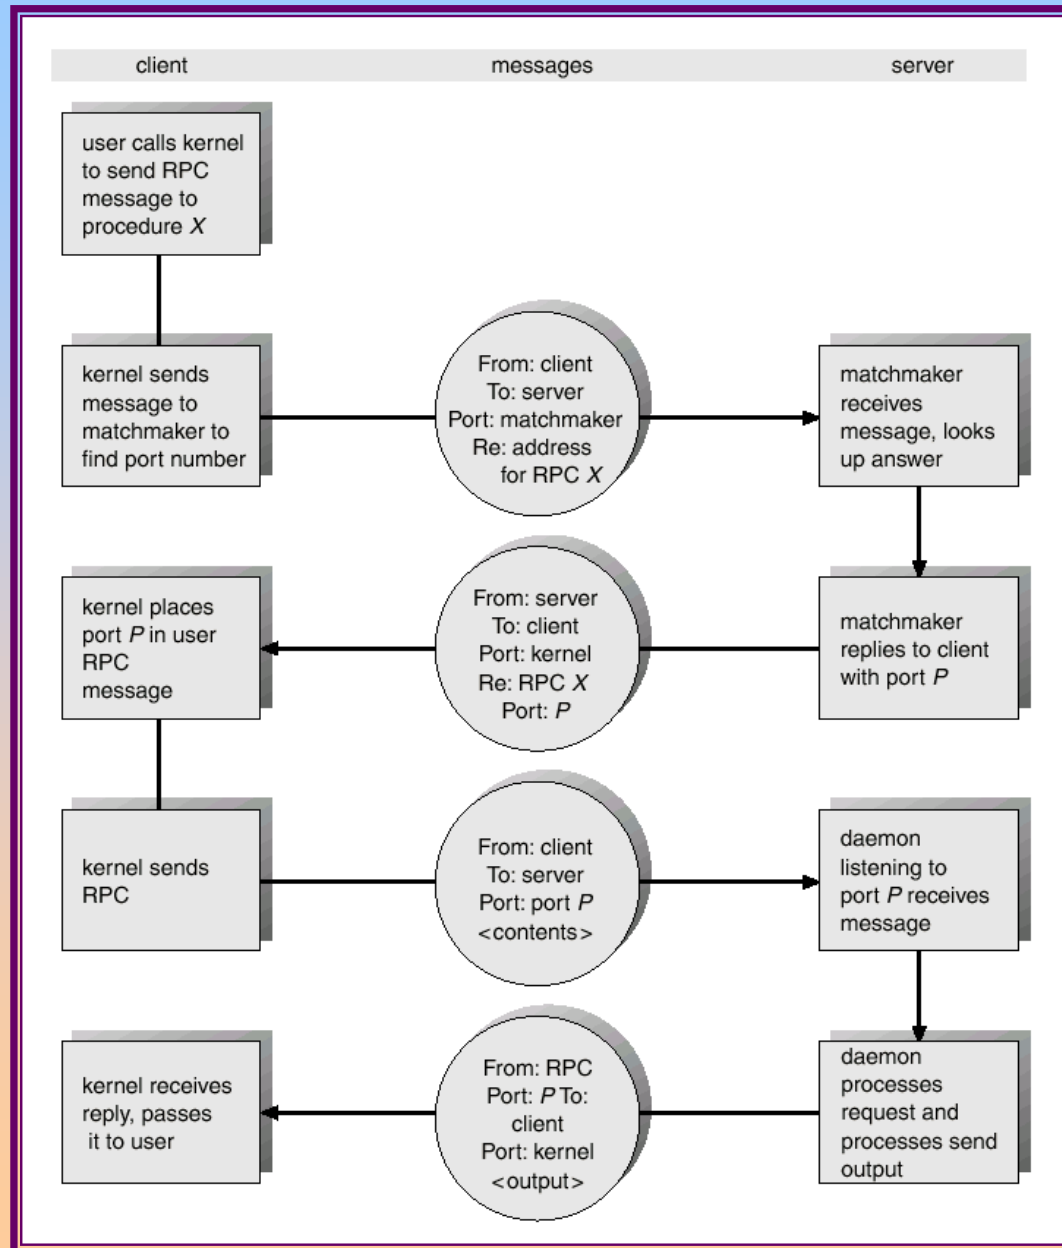 client
messages
server
user calls kernel
to send RPC
message to
procedure X
kernel sends
message to
matchmaker to
find port number
From: client
To: server
Port: matchmaker
Re: address
for RPC X
matchmaker
receives
message, looks
up answer
kernel places
port P in user
RPC
message
From: server
To: client
Port: kernel
Re: RPC X
Port: P
matchmaker
replies to client
with port P
kernel sends
RPC
From: client
To: server
Port: port P
<contents>
daemon
listening to
port P receives
message
kernel receives
reply, passes
it to user
From: RPC
Port: P To:
client
Port: kernel
<output>
daemon
processes
request and
processes send
output